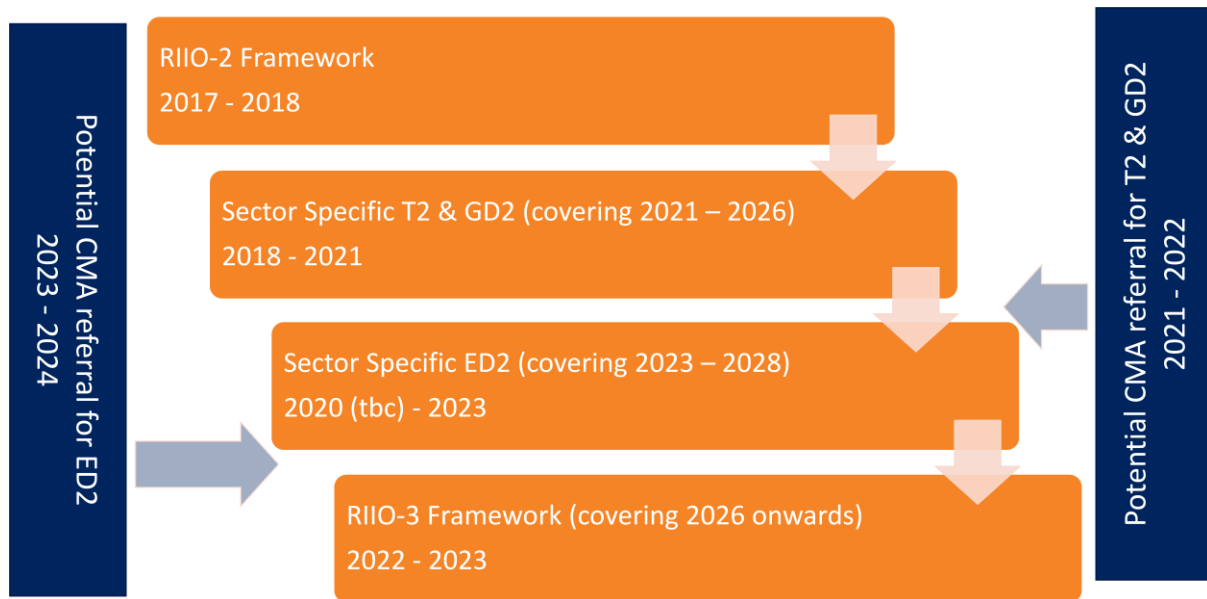 Potential CMA referral for ED2
2023 - 2024
RIIO-2 Framework
2017 - 2018
Sector Specific T2 & GD2 (covering 2021 – 2026)
2018 - 2021
Sector Specific ED2 (covering 2023 – 2028)
2020 (tbc) - 2023
RIIO-3 Framework (covering 2026 onwards)
2022 - 2023
Potential CMA referral for T2 & GD2
2021 - 2022